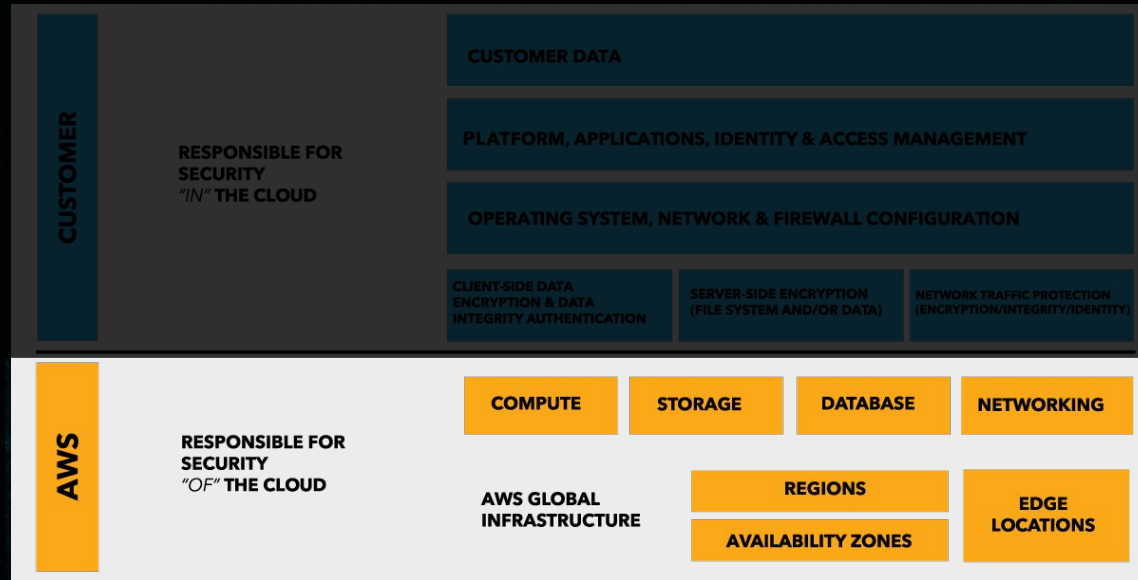 CUSTOMER
RESPONSIBLE FOR
SECURITY
"IN" THE CLOUD
CUSTOMER DATA
PLATFORM, APPLICATIONS, IDENTITY & ACCESS MANAGEMENT
OPERATING SYSTEM, NETWORK & FIREWALL CONFIGURATION
CLIENT-SIDE DATA
ENCRYPTION & DATA
INTEGRITY AUTHENTICATION
SERVER-SIDE ENCRYPTION
(FILE SYSTEM AND/OR DATA)
NETWORK TRAFFIC PROTECTION
(ENCRYPTION/INTEGRITY/IDENTITY)
AWS
RESPONSIBLE FOR
SECURITY
"OF" THE CLOUD
COMPUTE
STORAGE
DATABASE
NETWORKING
AWS GLOBAL
INFRASTRUCTURE
REGIONS
AVAILABILITY ZONES
EDGE
LOCATIONS